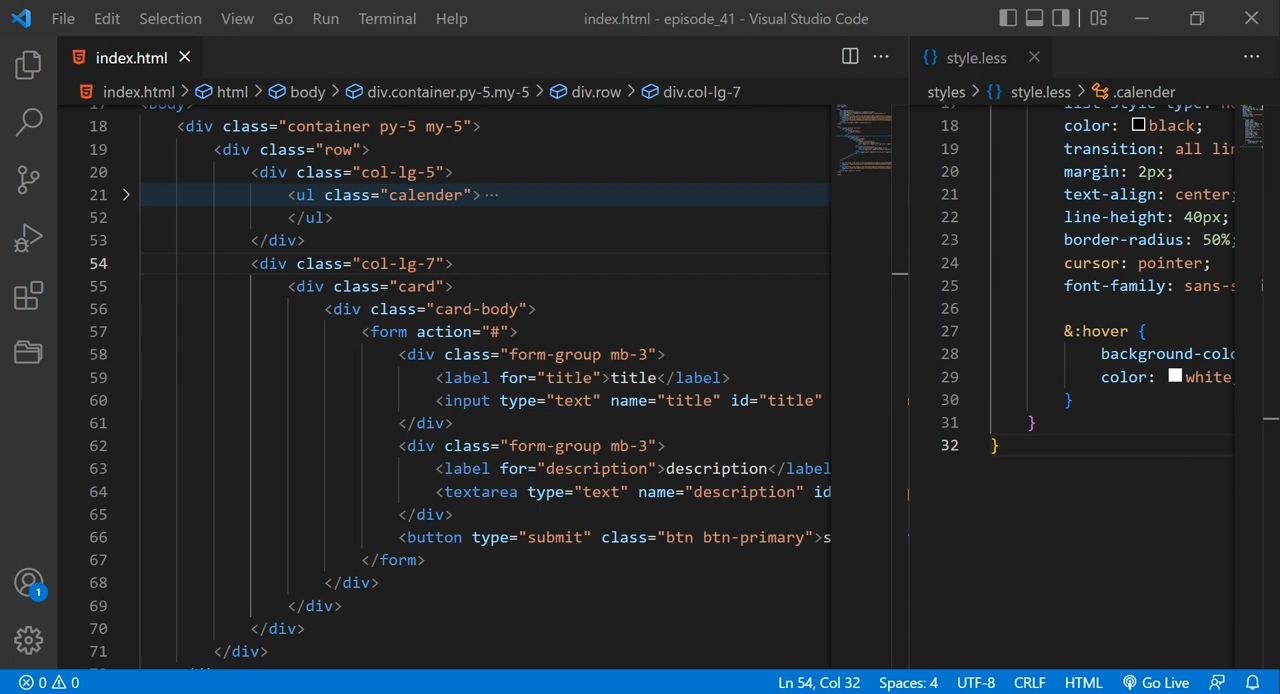 File Edit Selection View Go Run Terminal Help index.html - episode_41 - Visual Studio Code
index.html
index.html > html > body > div.container.py-5.my-5 > div.row > div.col-lg-7
17 <body>
18 <div class="container py-5 my-5">
19 <div class="row">
20 <div class="col-lg-5">
21 <ul class="calender">···
52 </ul>
53 </div>
54 <div class="col-lg-7">
55 <div class="card">
56 <div class="card-body">
57 <form action="#">
58 <div class="form-group mb-3">
59 <label for="title">title</label>
60 <input type="text" name="title" id="title"
61 </div>
62 <div class="form-group mb-3">
63 <label for="description">description</label
64 <textarea type="text" name="description" id
65 </div>
66 <button type="submit" class="btn btn-primary">s
67 </form>
68 </div>
69 </div>
70 </div>
71 </div>
style.less
styles > {} style.less > .calender
17
18 color: black;
19 transition: all lin
20 margin: 2px;
21 text-align: center;
22 line-height: 40px;
23 border-radius: 50%;
24 cursor: pointer;
25 font-family: sans-s
26
27 &:hover {
28 background-colo
29 color: white
30 }
31 }
32 }
1
0 0 Ln 54, Col 32 Spaces: 4 UTF-8 CRLF HTML Go Live